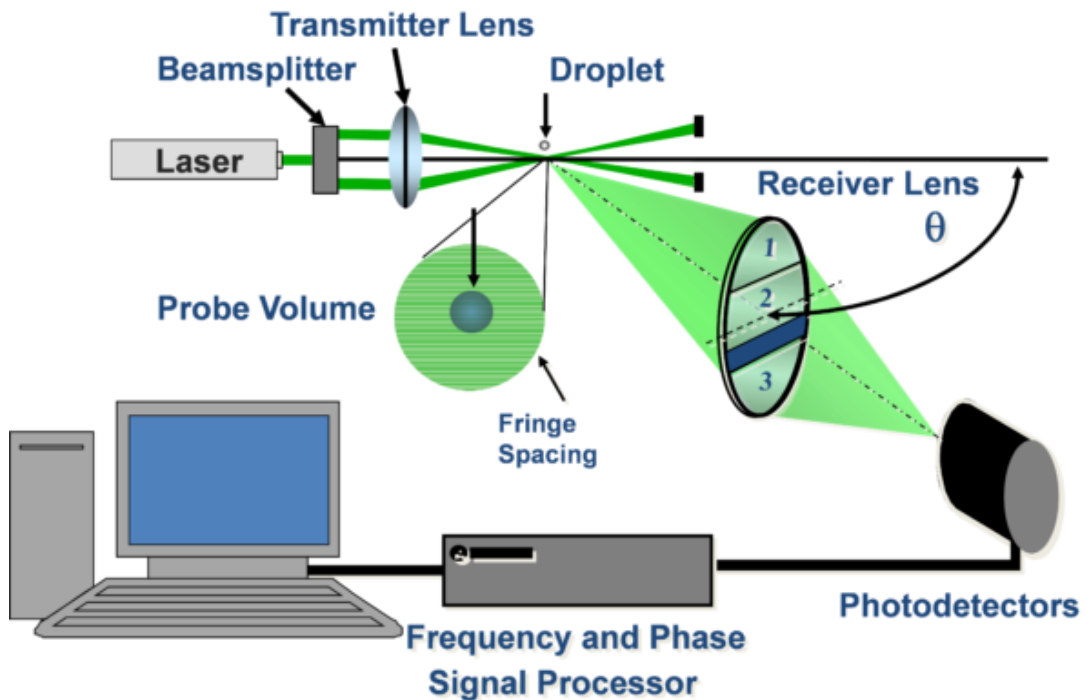 Transmitter Lens
Beamsplitter
Droplet
Laser
Receiver Lens
θ
1
2
3
Probe Volume
Fringe
Spacing
Photodetectors
Frequency and Phase
Signal Processor